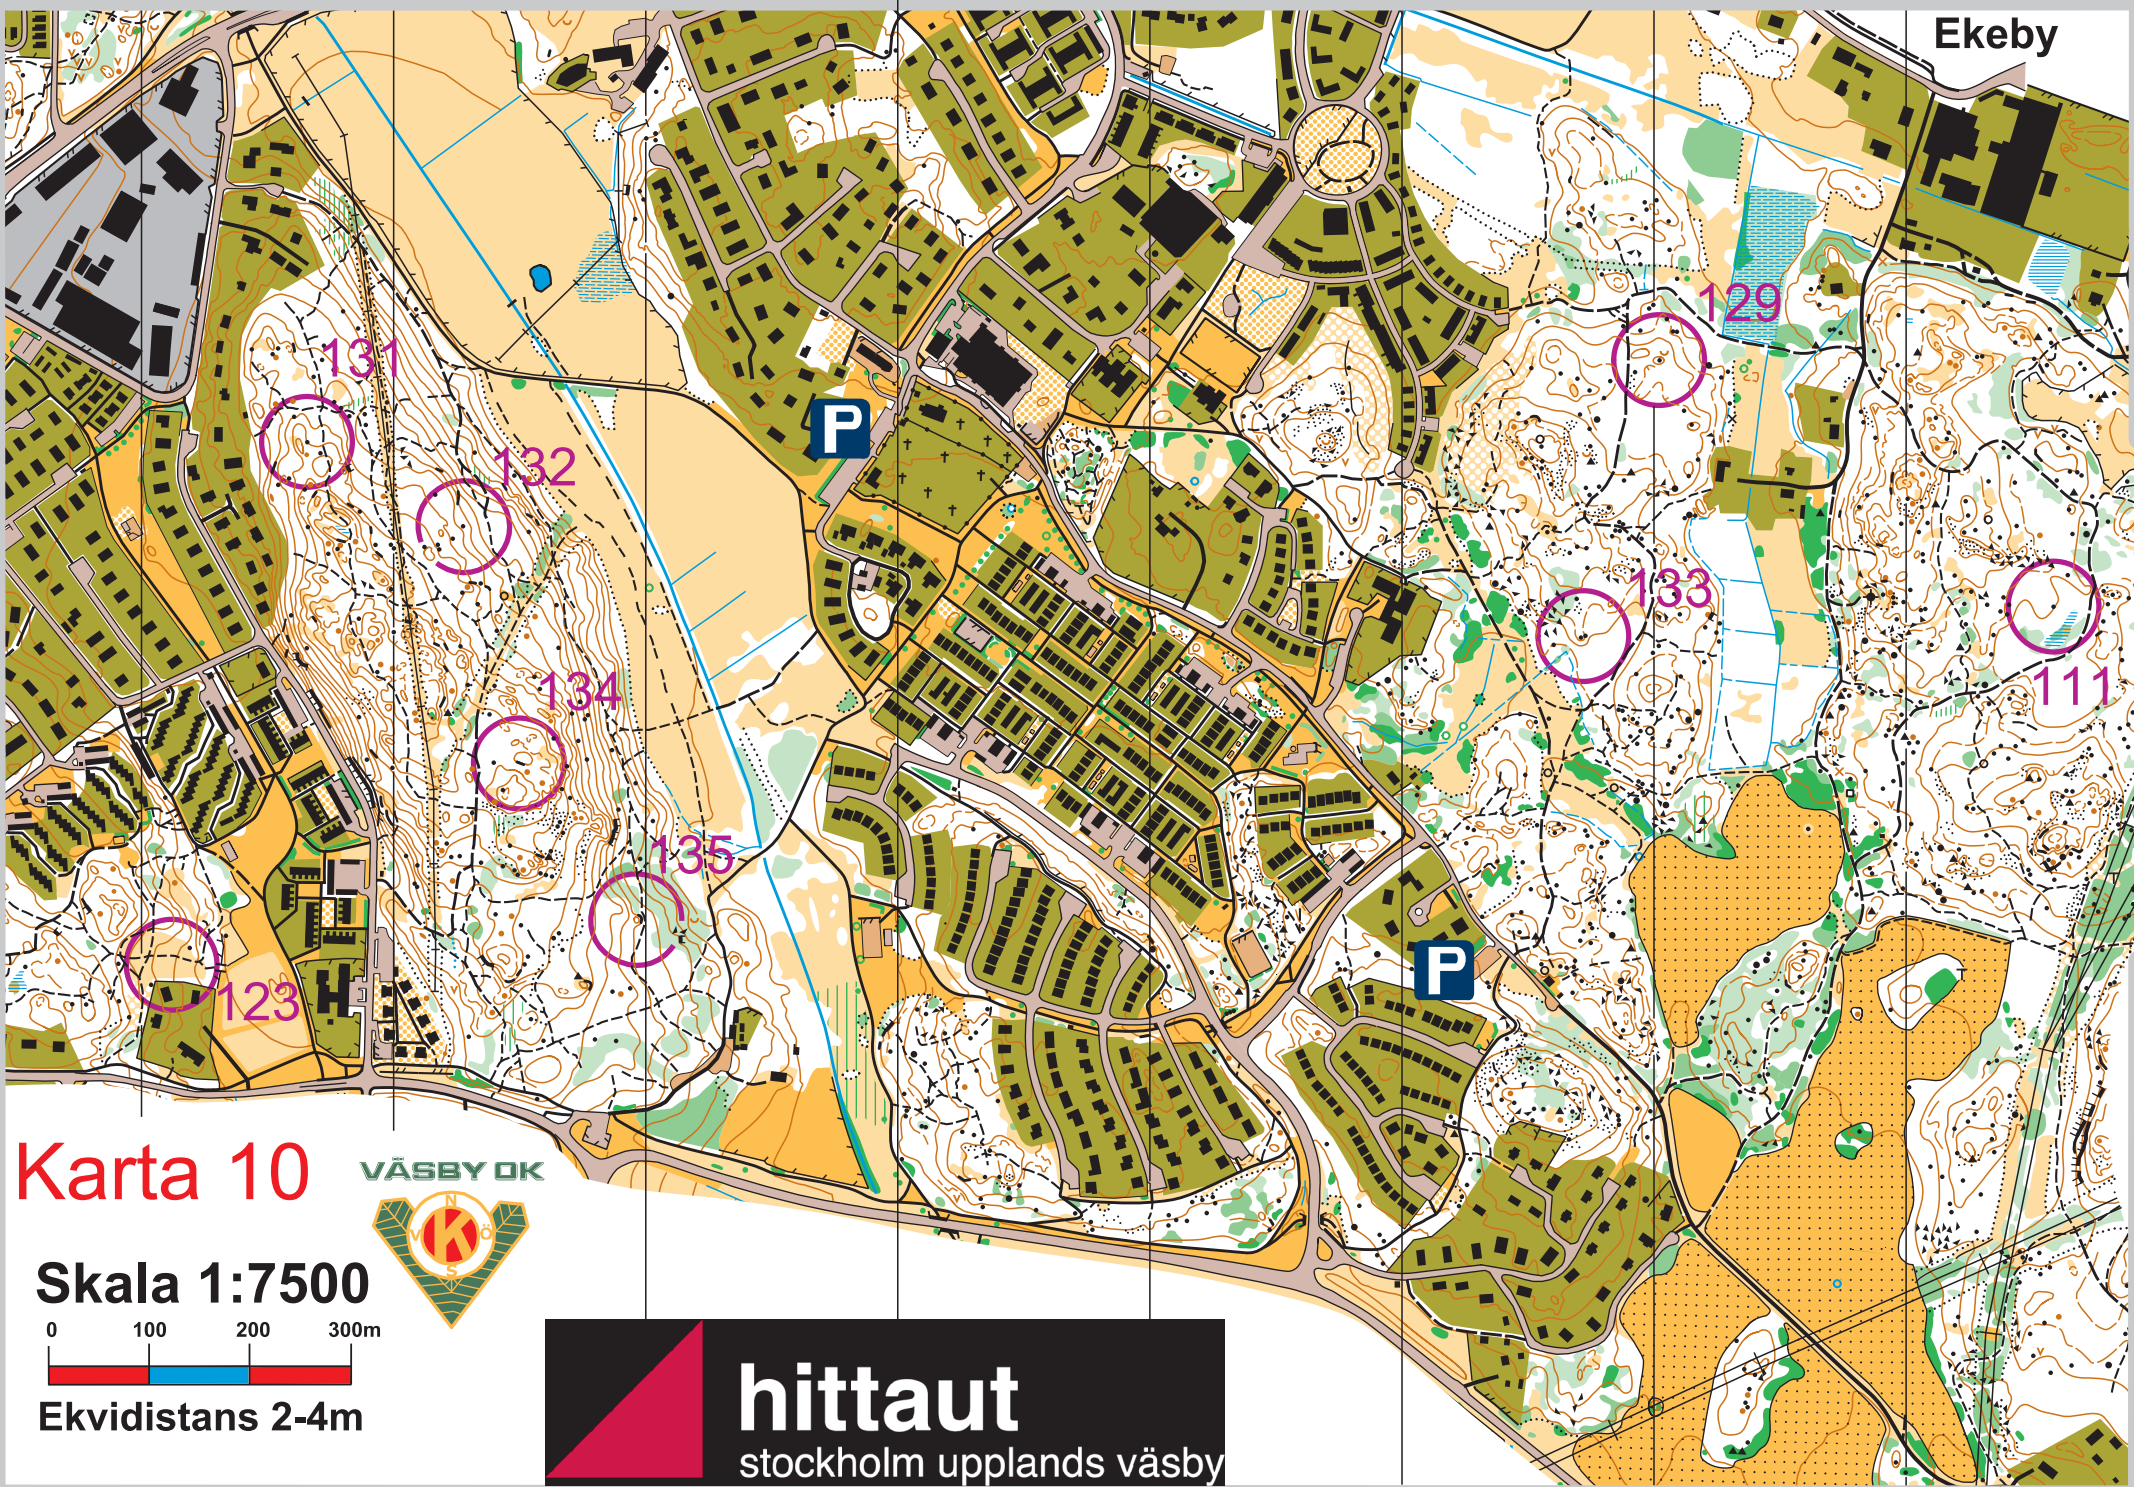 Ekeby
129
131
P
132
133
111
134
135
123
P
Karta 10
VÄSBY OK
N
V K Ö
S
Skala 1:7500
0 100 200 300m
Ekvidistans 2-4m
hittaut
stockholm upplands väsby